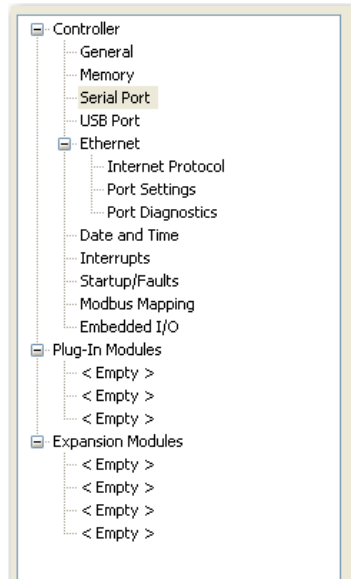 Controller
General
Memory
Serial Port
USB Port
Ethernet
Internet Protocol
Port Settings
Port Diagnostics
Date and Time
Interrupts
Startup/Faults
Modbus Mapping
Embedded I/O
Plug-In Modules
< Empty >
< Empty >
< Empty >
Expansion Modules
< Empty >
< Empty >
< Empty >
< Empty >